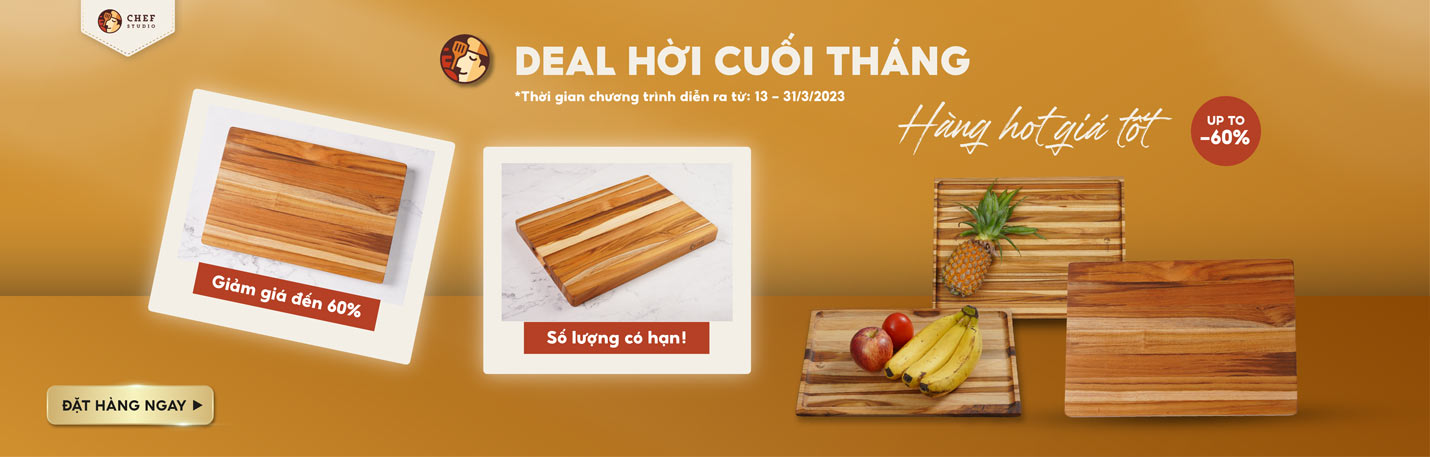 CHEF
STUDIO
DEAL HỜI CUỐI THÁNG
*Thời gian chương trình diễn ra từ: 13 – 31/3/2023
Hàng hot giá tốt
UP TO
-60%
Giảm giá đến 60%
Số lượng có hạn!
ĐẶT HÀNG NGAY